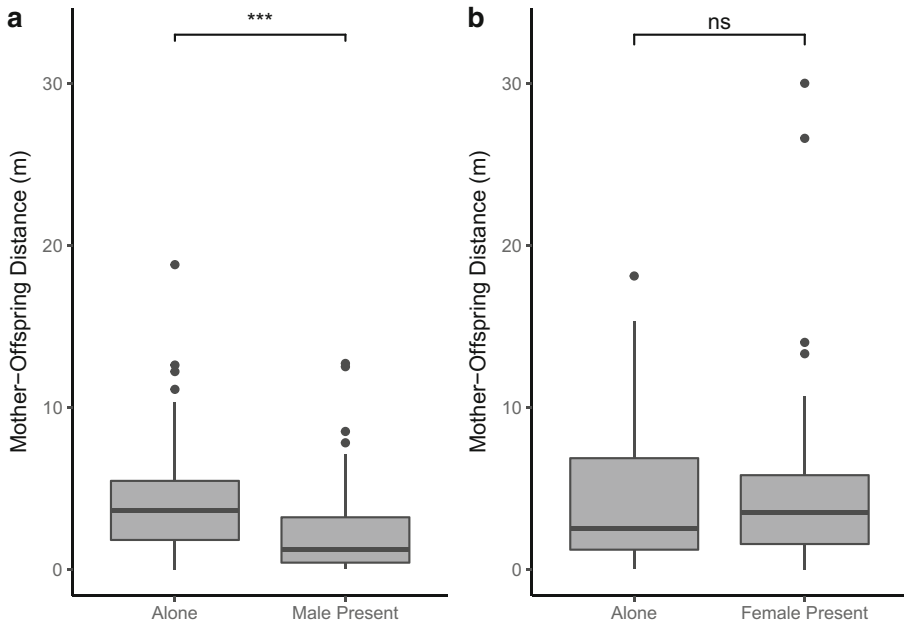 a
***
Mother–Offspring Distance (m)
30
20
10
0
Alone
Male Present
b
ns
Mother–Offspring Distance (m)
30
20
10
0
Alone
Female Present